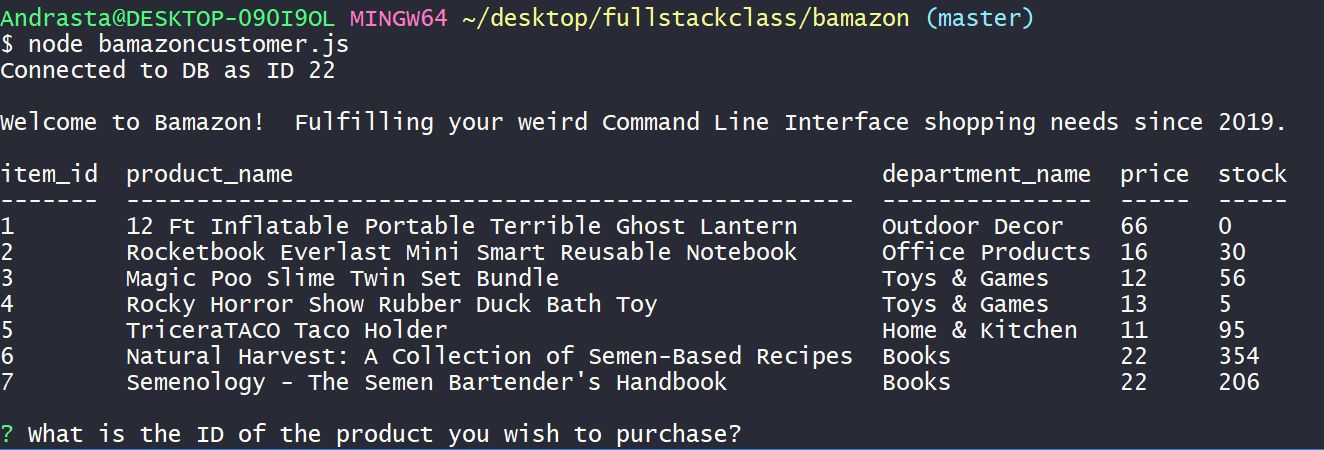 Andrasta@DESKTOP-09OI9OL MINGW64 ~/desktop/fullstackclass/bamazon (master)
$ node bamazoncustomer.js
Connected to DB as ID 22
Welcome to Bamazon!  Fulfilling your weird Command Line Interface shopping needs since 2019.
item_id  product_name                                          department_name  price  stock
-------  ----------------------------------------------------  ---------------  -----  -----
1        12 Ft Inflatable Portable Terrible Ghost Lantern      Outdoor Decor    66     0
2        Rocketbook Everlast Mini Smart Reusable Notebook      Office Products  16     30
3        Magic Poo Slime Twin Set Bundle                       Toys & Games     12     56
4        Rocky Horror Show Rubber Duck Bath Toy                Toys & Games     13     5
5        TriceraTACO Taco Holder                               Home & Kitchen   11     95
6        Natural Harvest: A Collection of Semen-Based Recipes  Books            22     354
7        Semenology - The Semen Bartender's Handbook           Books            22     206
? What is the ID of the product you wish to purchase?